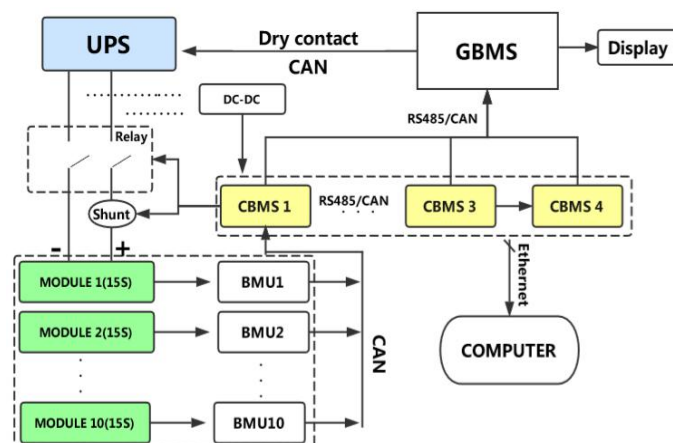 UPS
Dry contact
CAN
GBMS
Display
DC-DC
RS485/CAN
Relay
CBMS 1
RS485/CAN
CBMS 3
CBMS 4
Shunt
- +
MODULE 1(15S)
BMU1
MODULE 2(15S)
BMU2
MODULE 10(15S)
BMU10
CAN
Ethernet
COMPUTER